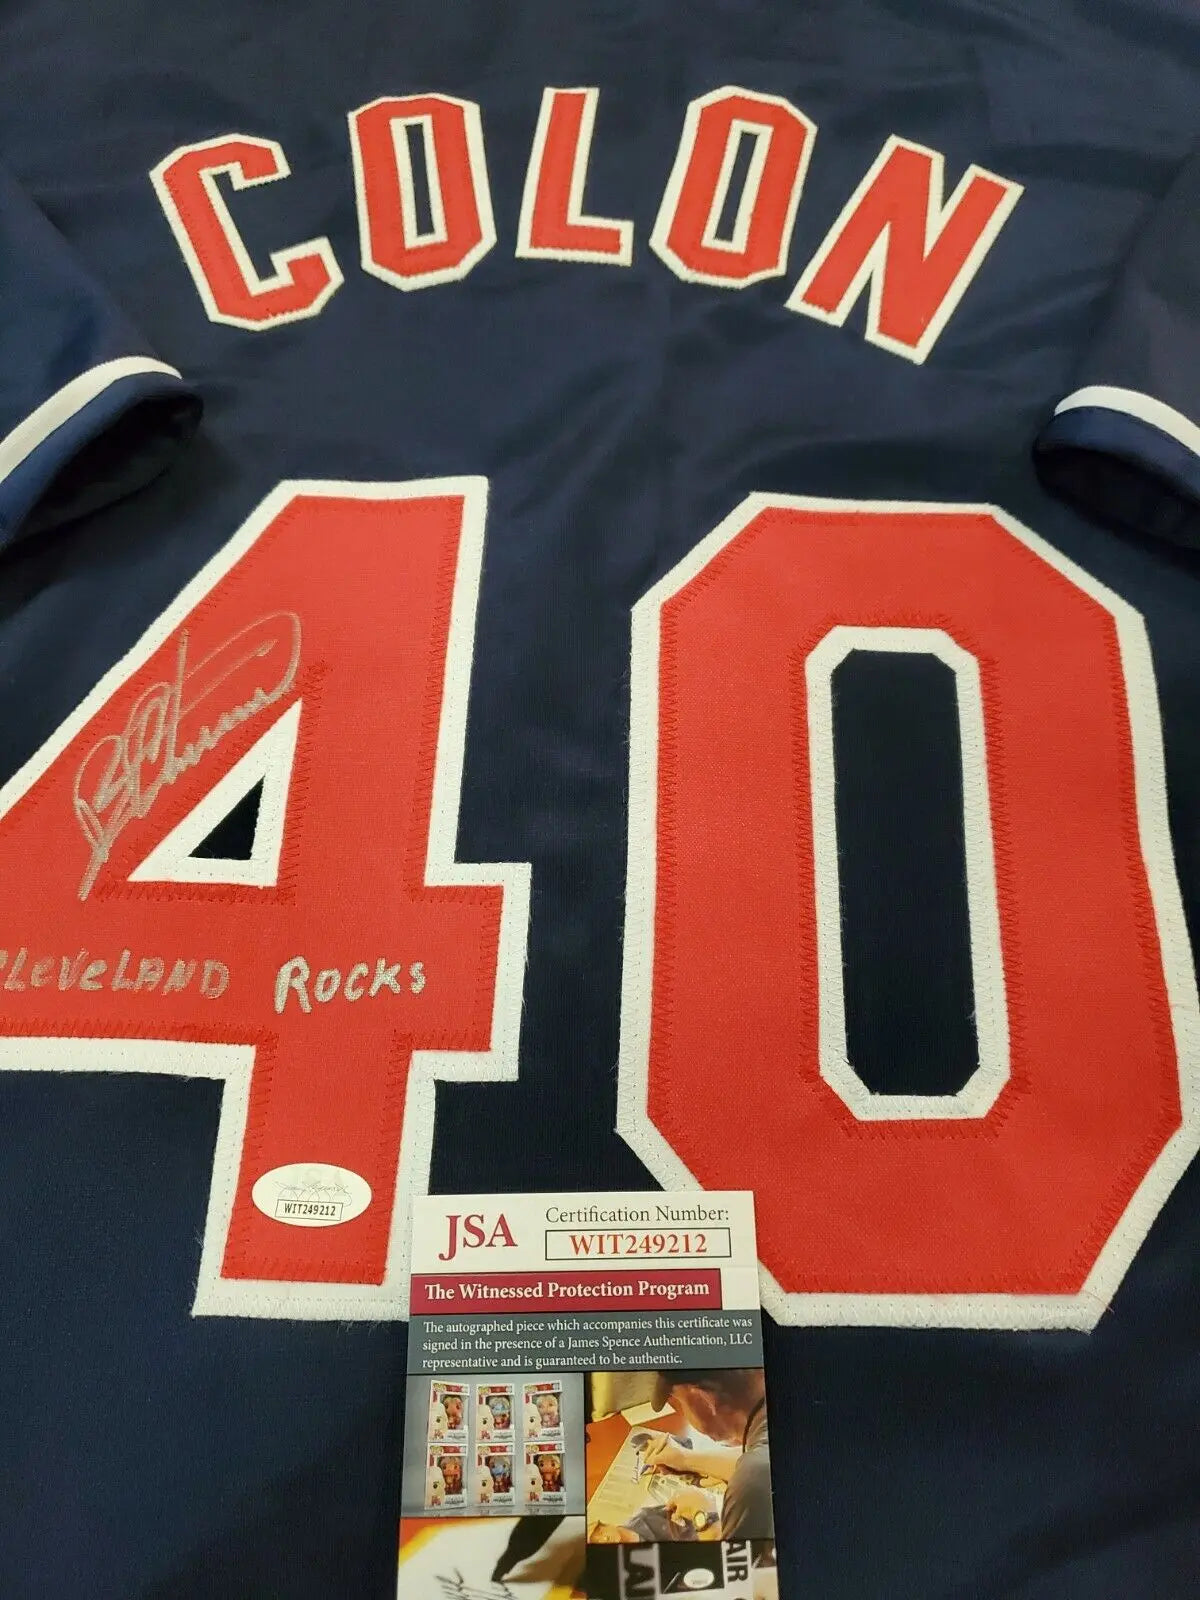 COLON
40
CLEVELAND ROCKS
WIT249212
JSA
Certification Number:
WIT249212
The Witnessed Protection Program
The autographed piece which accompanies this certificate was
signed in the presence of a James Spence Authentication, LLC
representative and is guaranteed to be authentic.
AIR